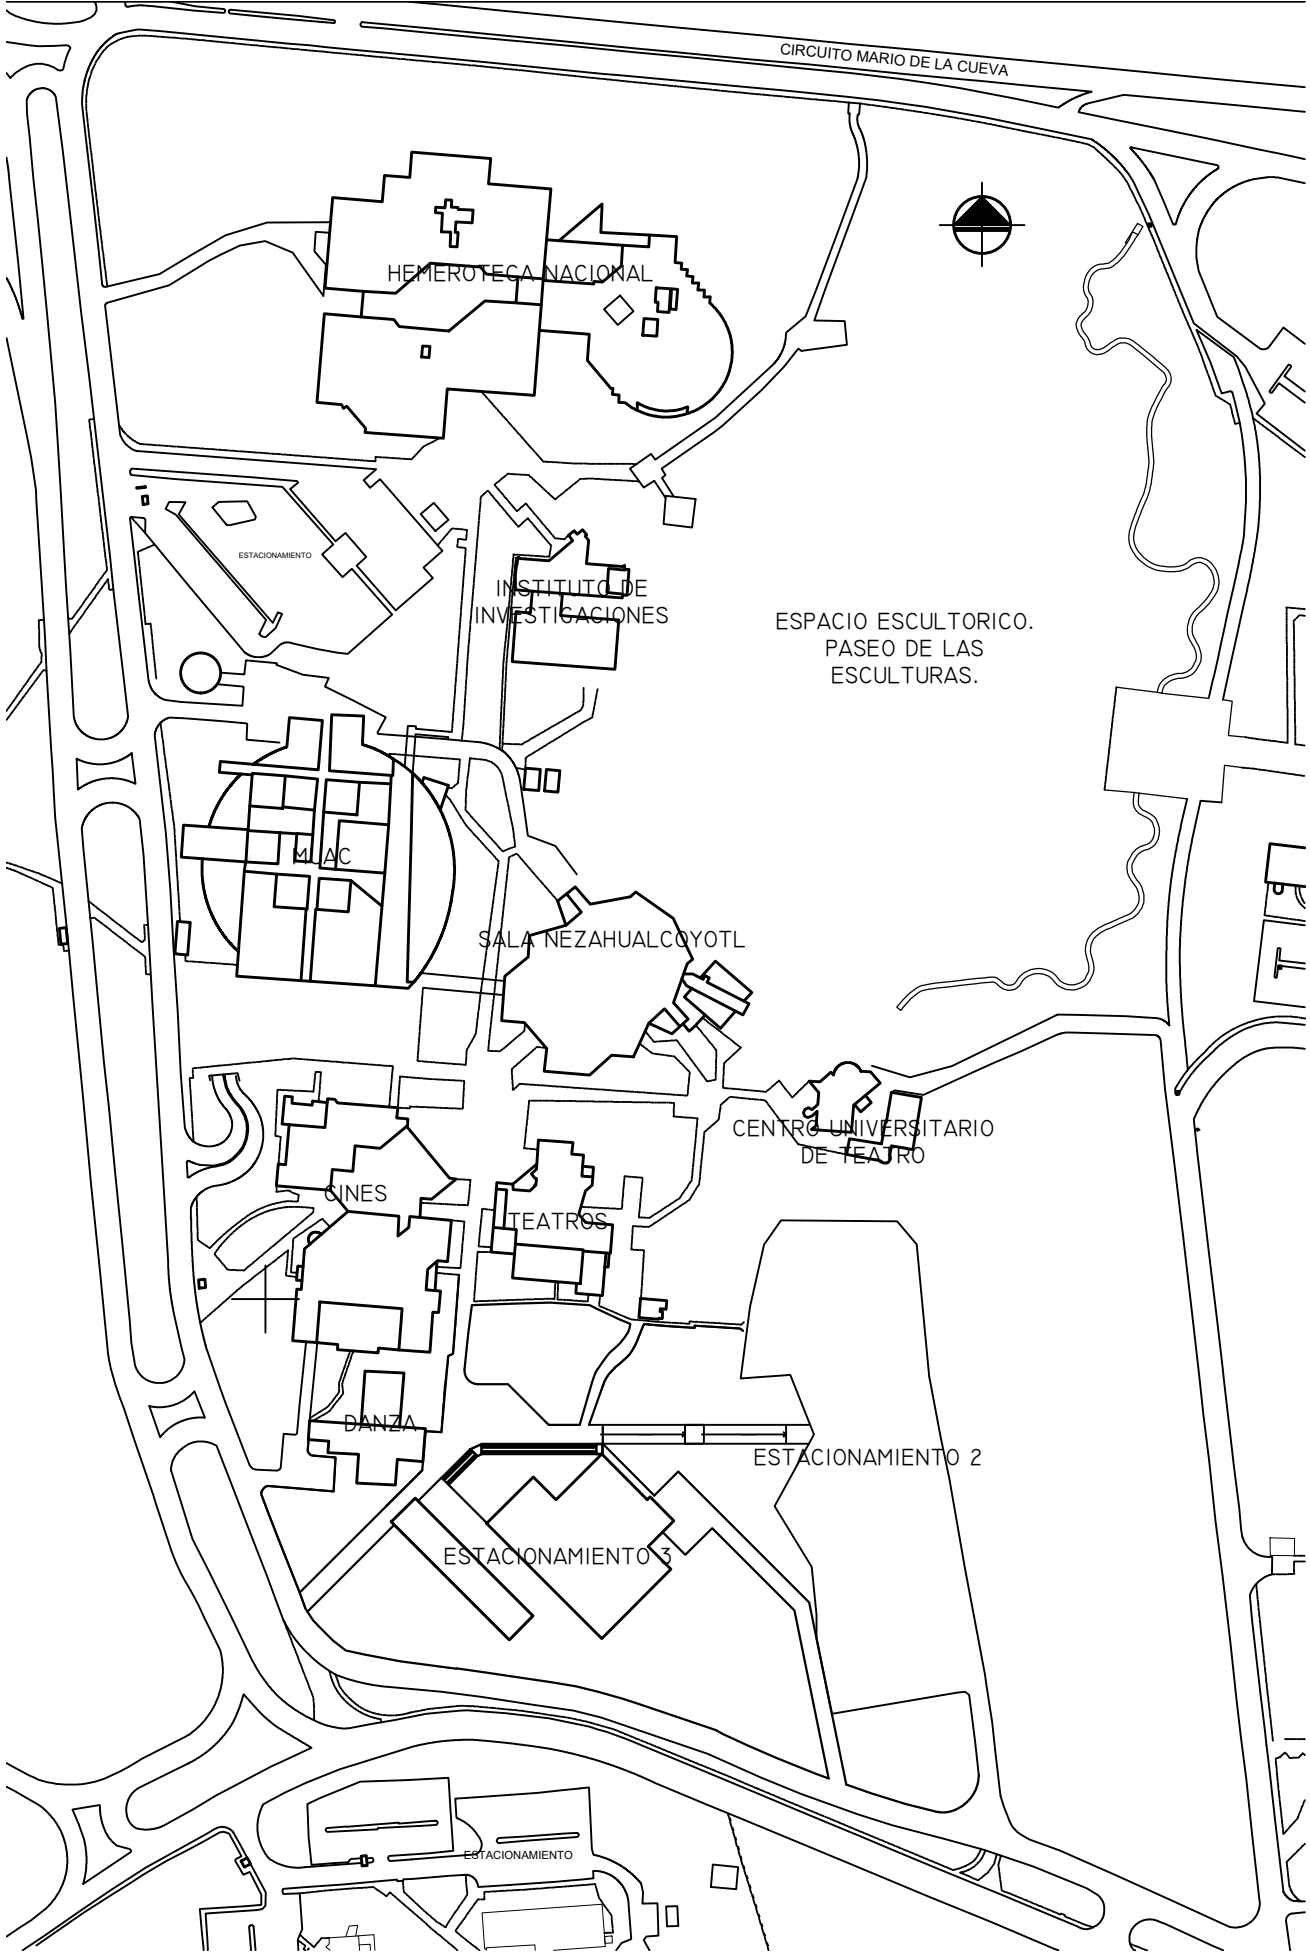 CIRCUITO MARIO DE LA CUEVA
HEMEROTECA NACIONAL
ESTACIONAMIENTO
INSTITUTO DE
INVESTIGACIONES
ESPACIO ESCULTORICO.
PASEO DE LAS
ESCULTURAS.
MUAC
SALA NEZAHUALCOYOTL
CENTRO UNIVERSITARIO
DE TEATRO
CINES
TEATROS
DANZA
ESTACIONAMIENTO 2
ESTACIONAMIENTO 3
ESTACIONAMIENTO